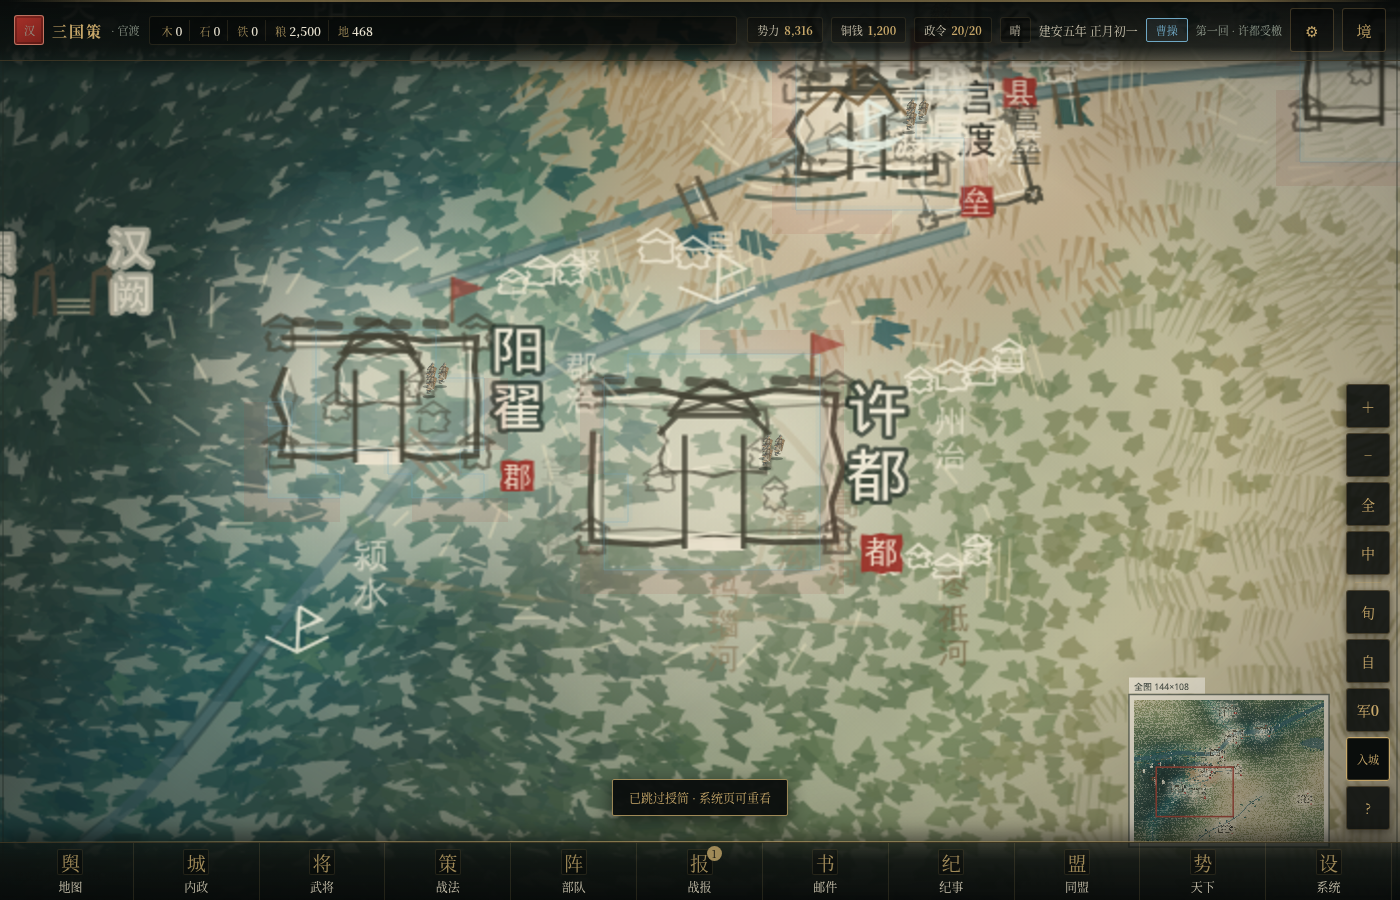 汉 三国策 · 官渡 木 0 石 0 铁 0 粮 2,500 地 468 势力 8,316 铜钱 1,200 政令 20/20 晴 建安五年 正月初一 曹操 第一回 · 许都受檄 ⚙ 境
官度
县
垒
汉阙
阳翟
郡
郡治
许都
都
州治
颍水
+
−
全
中
旬
自
军0
入城
?
全图 144×108
已跳过授简 · 系统页可重看
舆 地图
城 内政
将 武将
策 战法
阵 部队
报 1 战报
书 邮件
纪 纪事
盟 同盟
势 天下
设 系统